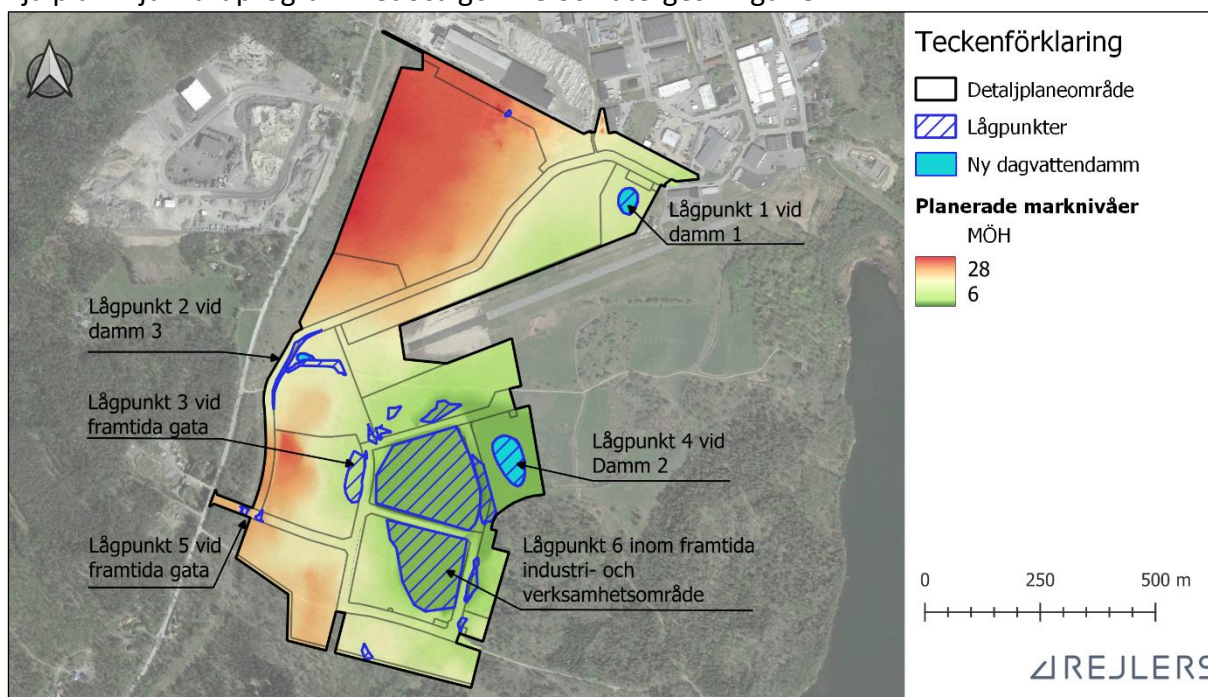 Teckenförklaring
Detaljplaneområde
Lågpunkter
Ny dagvattendamm
Planerade marknivåer
MÖH
28
6
Lågpunkt 1 vid
damm 1
Lågpunkt 2 vid
damm 3
Lågpunkt 3 vid
framtida gata
Lågpunkt 4 vid
Damm 2
Lågpunkt 5 vid
framtida gata
Lågpunkt 6 inom framtida
industri- och
verksamhetsområde
0 250 500 m
REJLERS